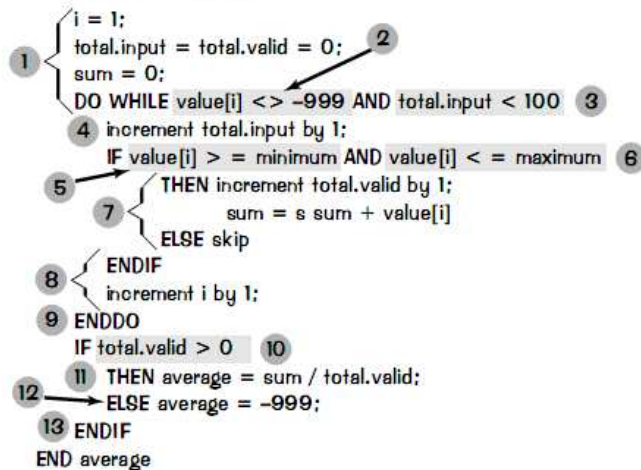 i = 1;
total.input = total.valid = 0;
2
1
sum = 0;
DO WHILE value[i] <> -999 AND total.input < 100 3
4 increment total.input by 1;
IF value[i] > = minimum AND value[i] < = maximum 6
5
THEN increment total.valid by 1;
7
sum = s sum + value[i]
ELSE skip
ENDIF
8
increment i by 1;
9 ENDDO
IF total.valid > 0 10
11 THEN average = sum / total.valid;
12
ELSE average = -999;
13 ENDIF
END average